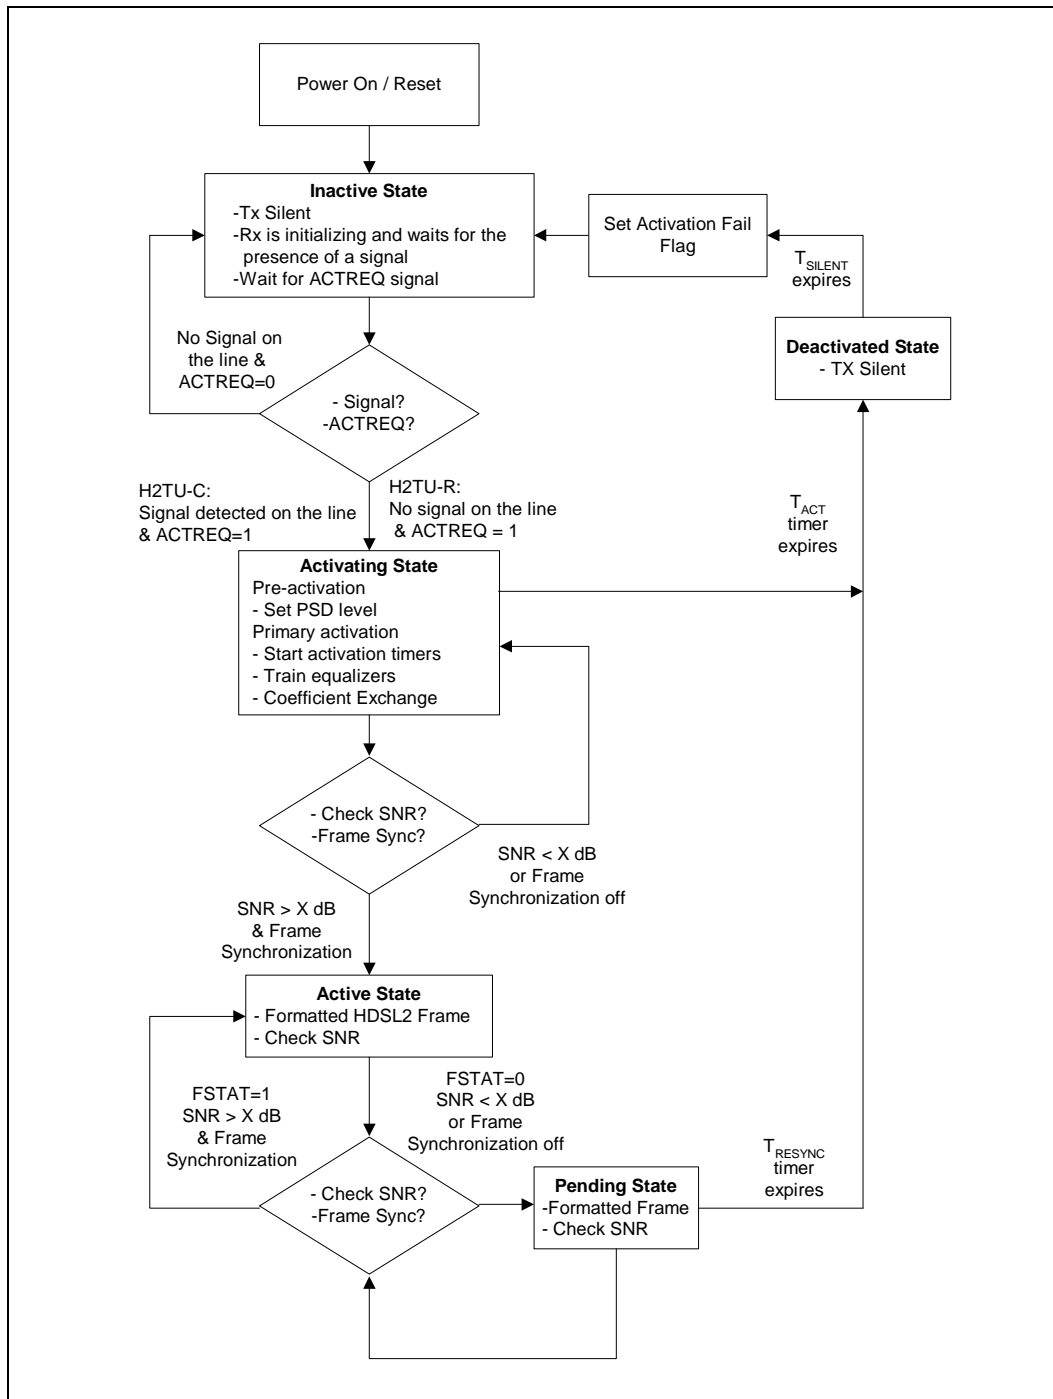 Power On / Reset
Inactive State
-Tx Silent
-Rx is initializing and waits for the
presence of a signal
-Wait for ACTREQ signal
Set Activation Fail
Flag
T_SILENT
expires
Deactivated State
- TX Silent
No Signal on
the line &
ACTREQ=0
- Signal?
-ACTREQ?
H2TU-C:
Signal detected on the line
& ACTREQ=1
H2TU-R:
No signal on the line
& ACTREQ = 1
T_ACT
timer
expires
Activating State
Pre-activation
- Set PSD level
Primary activation
- Start activation timers
- Train equalizers
- Coefficient Exchange
- Check SNR?
-Frame Sync?
SNR < X dB
or Frame
Synchronization off
SNR > X dB
& Frame
Synchronization
Active State
- Formatted HDSL2 Frame
- Check SNR
FSTAT=1
SNR > X dB
& Frame
Synchronization
FSTAT=0
SNR < X dB
or Frame
Synchronization off
- Check SNR?
-Frame Sync?
Pending State
-Formatted Frame
- Check SNR
T_RESYNC
timer
expires